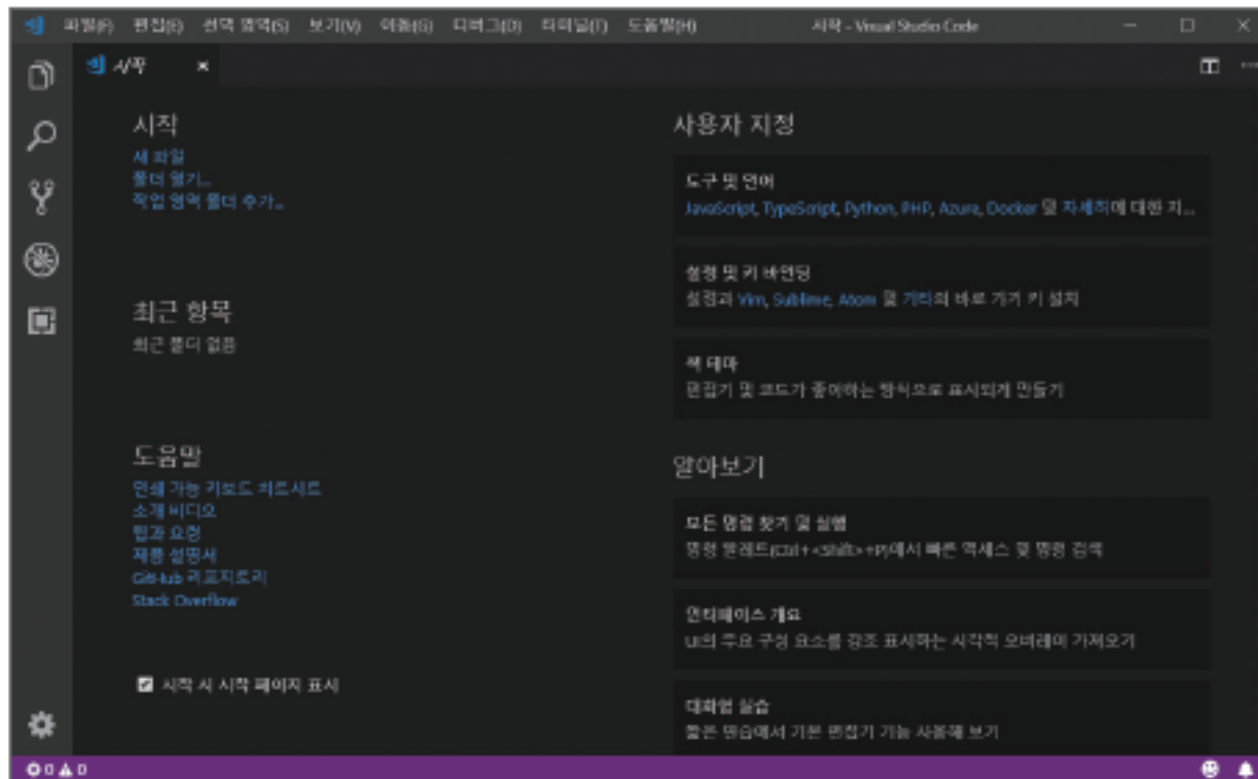 파일(F) 편집(E) 선택 영역(S) 보기(V) 이동(G) 디버그(D) 터미널(T) 도움말(H) 시작 - Visual Studio Code
시작
시작
새 파일
폴더 열기...
작업 영역 폴더 추가...
최근 항목
최근 폴더 없음
도움말
인쇄 가능 키보드 치트시트
소개 비디오
팁과 요령
제품 설명서
GitHub 리포지토리
Stack Overflow
시작 시 시작 페이지 표시
사용자 지정
도구 및 언어
JavaScript, TypeScript, Python, PHP, Azure, Docker 및 자세히에 대한 지...
설정 및 키 바인딩
설정과 Vim, Sublime, Atom 및 기타의 바로 가기 키 설치
색 테마
편집기 및 코드가 좋아하는 방식으로 표시되게 만들기
알아보기
모든 명령 찾기 및 실행
명령 팔레트(Ctrl+<Shift>+P)에서 빠른 액세스 및 명령 검색
인터페이스 개요
UI의 주요 구성 요소를 강조 표시하는 시각적 오버레이 가져오기
대화형 실습
짧은 연습에서 기본 편집기 기능 사용해 보기
0 0